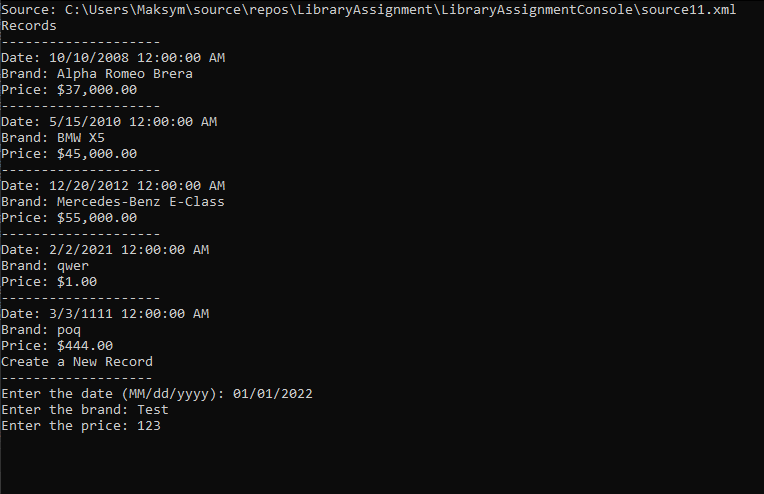 Source: C:\Users\Maksym\source\repos\LibraryAssignment\LibraryAssignmentConsole\source11.xml
Records
--------------------
Date: 10/10/2008 12:00:00 AM
Brand: Alpha Romeo Brera
Price: $37,000.00
--------------------
Date: 5/15/2010 12:00:00 AM
Brand: BMW X5
Price: $45,000.00
--------------------
Date: 12/20/2012 12:00:00 AM
Brand: Mercedes-Benz E-Class
Price: $55,000.00
--------------------
Date: 2/2/2021 12:00:00 AM
Brand: qwer
Price: $1.00
--------------------
Date: 3/3/1111 12:00:00 AM
Brand: poq
Price: $444.00
Create a New Record
-------------------
Enter the date (MM/dd/yyyy): 01/01/2022
Enter the brand: Test
Enter the price: 123